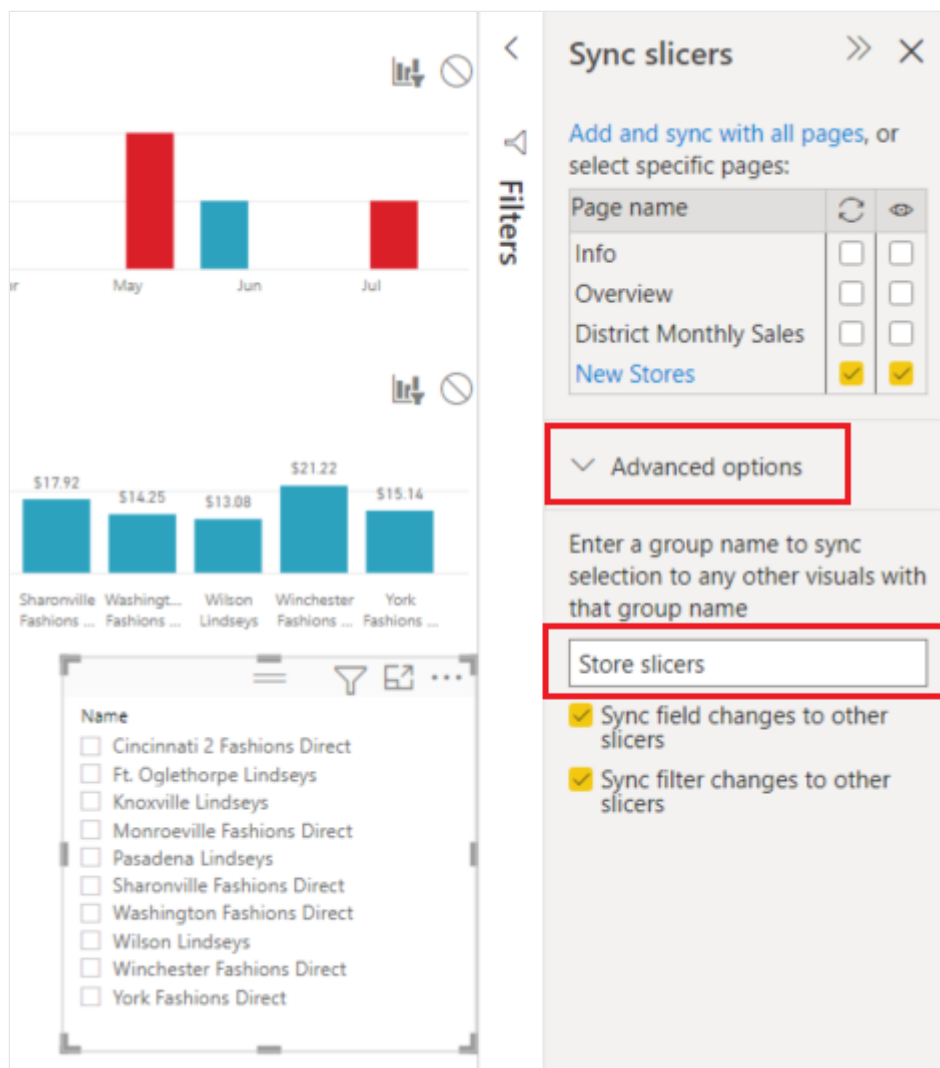 Sync slicers
Add and sync with all pages, or
select specific pages:
Page name
Info
Overview
District Monthly Sales
New Stores
Advanced options
Enter a group name to sync
selection to any other visuals with
that group name
Store slicers
Sync field changes to other
slicers
Sync filter changes to other
slicers
Filters
May Jun Jul
$17.92 $14.25 $13.08 $21.22 $15.14
Sharonville Washingt... Wilson Winchester York
Fashions ... Fashions ... Lindseys Fashions ... Fashions ...
Name
Cincinnati 2 Fashions Direct
Ft. Oglethorpe Lindseys
Knoxville Lindseys
Monroeville Fashions Direct
Pasadena Lindseys
Sharonville Fashions Direct
Washington Fashions Direct
Wilson Lindseys
Winchester Fashions Direct
York Fashions Direct